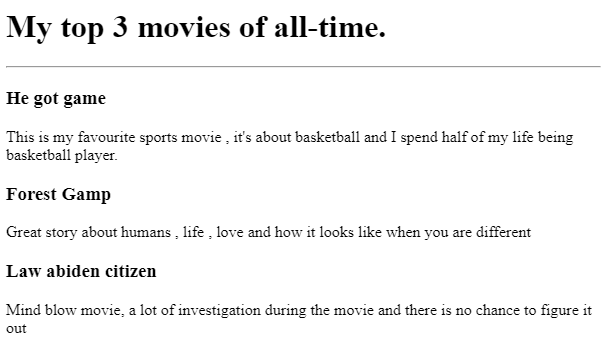 My top 3 movies of all-time.
He got game
This is my favourite sports movie , it's about basketball and I spend half of my life being
basketball player.
Forest Gamp
Great story about humans , life , love and how it looks like when you are different
Law abiden citizen
Mind blow movie, a lot of investigation during the movie and there is no chance to figure it
out